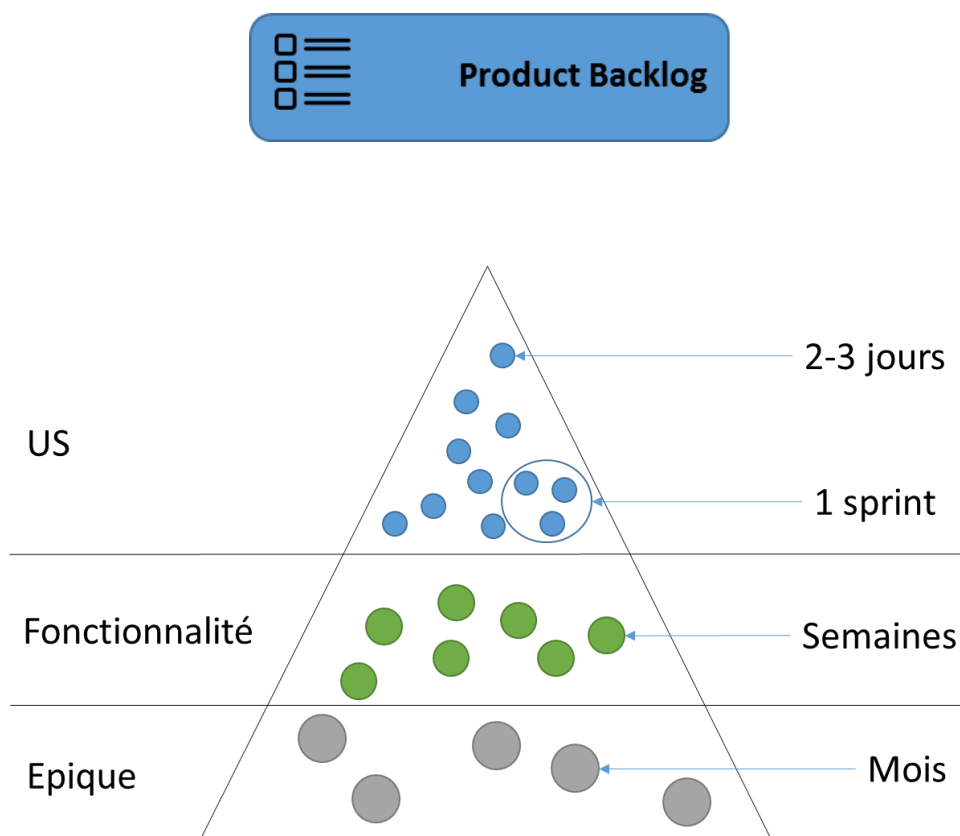 Product Backlog
2-3 jours
US
1 sprint
Fonctionnalité
Semaines
Epique
Mois